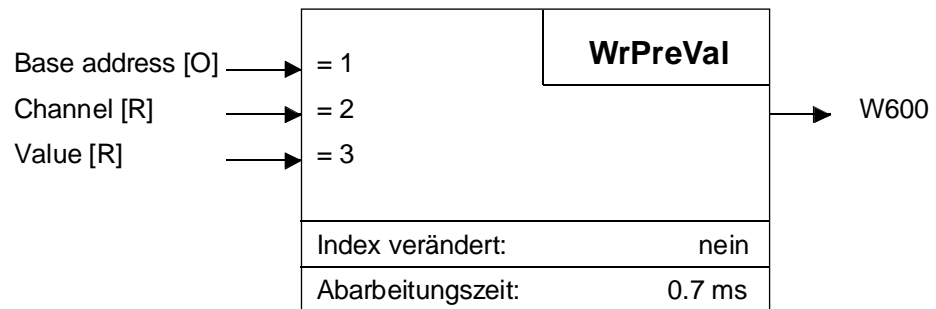 WrPreVal
Base address [O] = 1
Channel [R] = 2
W600
Value [R] = 3
Index verändert: nein
Abarbeitungszeit: 0.7 ms